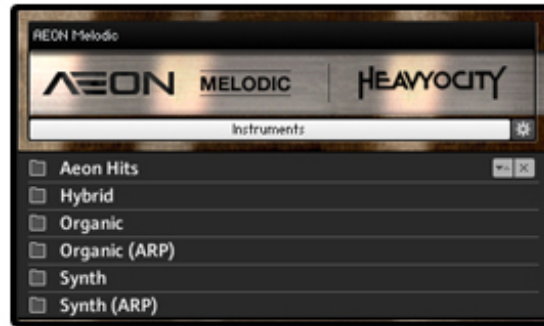 AEON Melodic
AEON MELODIC HEAVYOCITY
Instruments
Aeon Hits
Hybrid
Organic
Organic (ARP)
Synth
Synth (ARP)